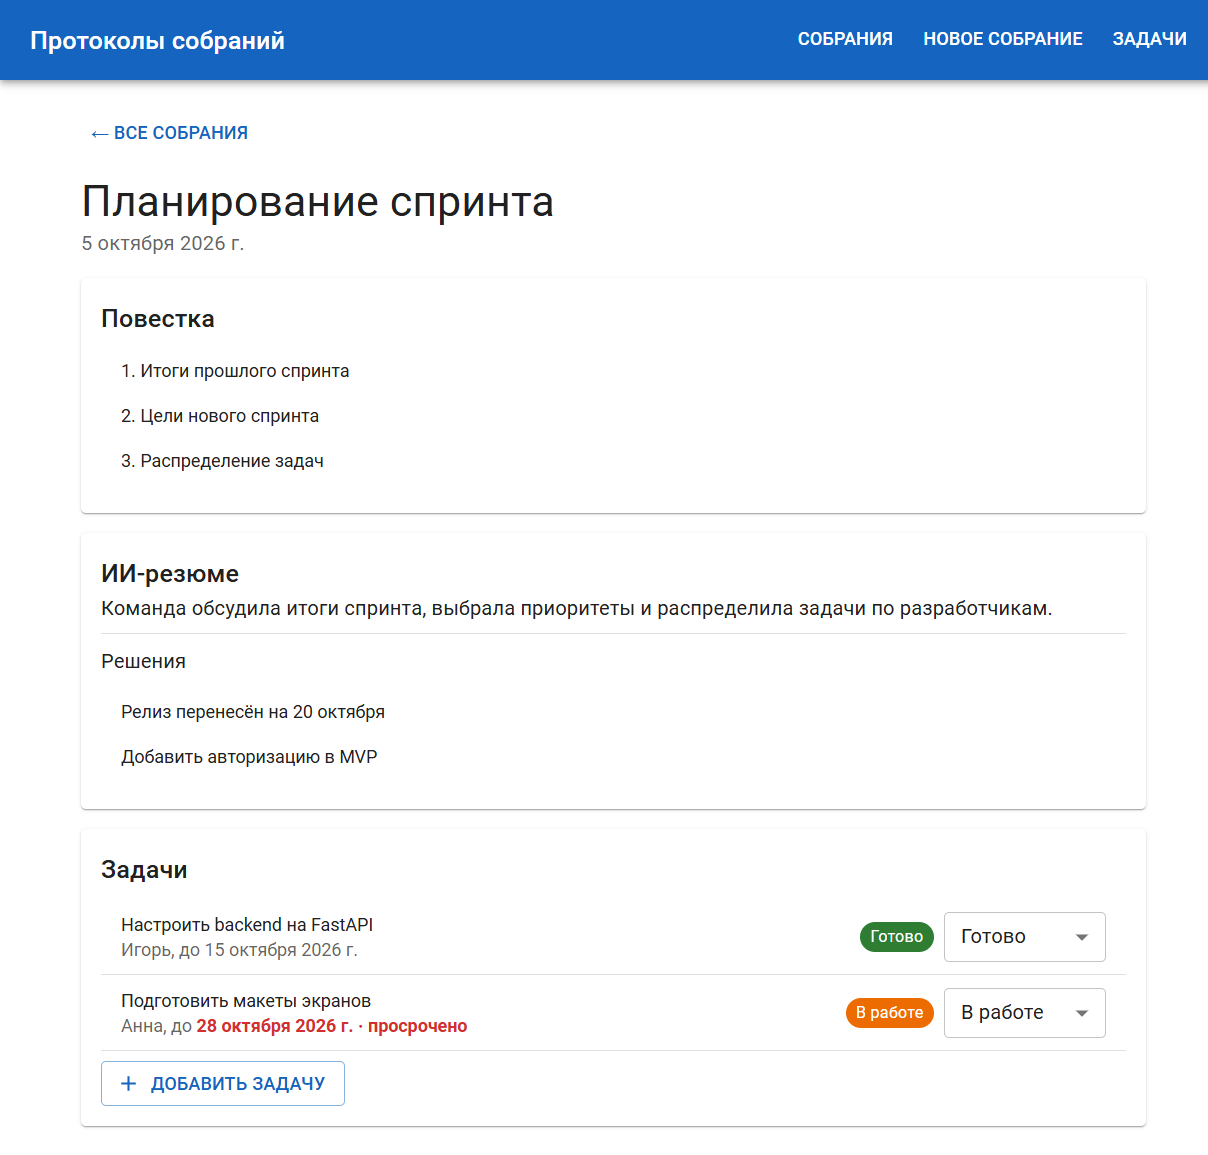 Протоколы собраний
СОБРАНИЯ НОВОЕ СОБРАНИЕ ЗАДАЧИ
← ВСЕ СОБРАНИЯ
Планирование спринта
5 октября 2026 г.
Повестка
1. Итоги прошлого спринта
2. Цели нового спринта
3. Распределение задач
ИИ-резюме
Команда обсудила итоги спринта, выбрала приоритеты и распределила задачи по разработчикам.
Решения
Релиз перенесён на 20 октября
Добавить авторизацию в MVP
Задачи
Настроить backend на FastAPI
Игорь, до 15 октября 2026 г.
Готово
Готово
Подготовить макеты экранов
Анна, до 28 октября 2026 г. · просрочено
В работе
В работе
+ ДОБАВИТЬ ЗАДАЧУ